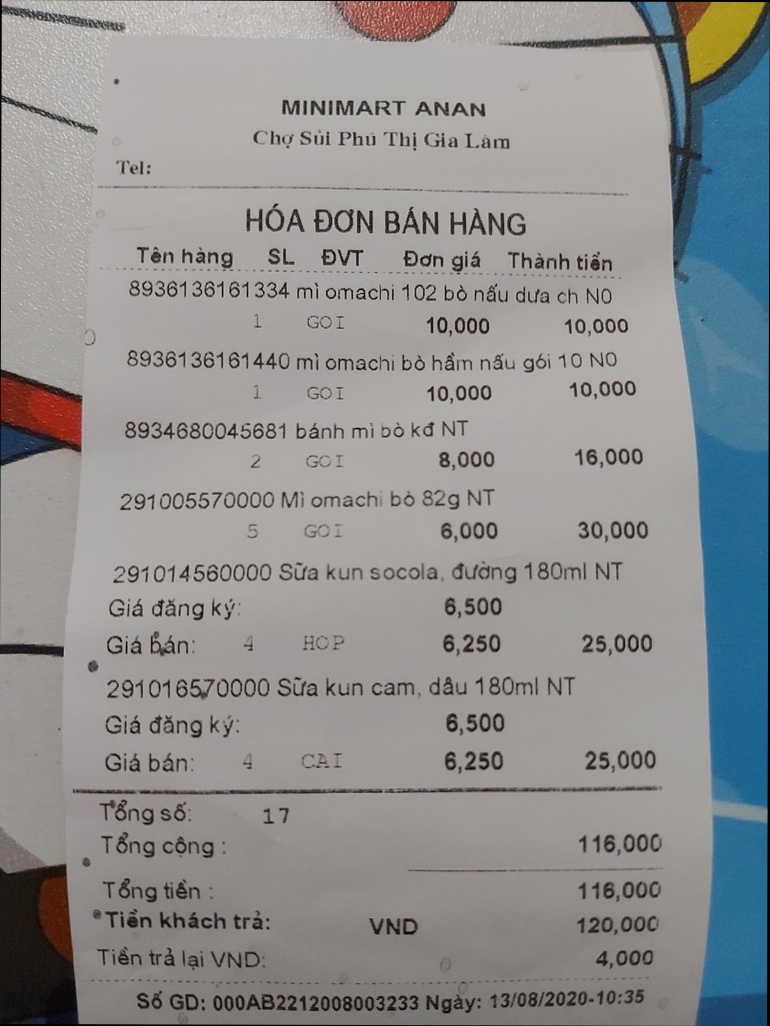 MINIMART ANAN
Chợ Sủi Phú Thị Gia Lâm
Tel:
HÓA ĐƠN BÁN HÀNG
Tên hàng SL ĐVT Đơn giá Thành tiền
8936136161334 mì omachi 102 bò nấu dưa ch N0
1 GOI 10,000 10,000
8936136161440 mì omachi bò hầm nấu gói 10 N0
1 GOI 10,000 10,000
8934680045681 bánh mì bò kđ NT
2 GOI 8,000 16,000
291005570000 Mì omachi bò 82g NT
5 GOI 6,000 30,000
291014560000 Sữa kun socola, đường 180ml NT
Giá đăng ký: 6,500
Giá bán: 4 HOP 6,250 25,000
291016570000 Sữa kun cam, dâu 180ml NT
Giá đăng ký: 6,500
Giá bán: 4 CAI 6,250 25,000
Tổng số: 17
Tổng cộng : 116,000
Tổng tiền : 116,000
Tiền khách trả: VND 120,000
Tiền trả lại VND: 4,000
Số GD: 000AB2212008003233 Ngày: 13/08/2020-10:35